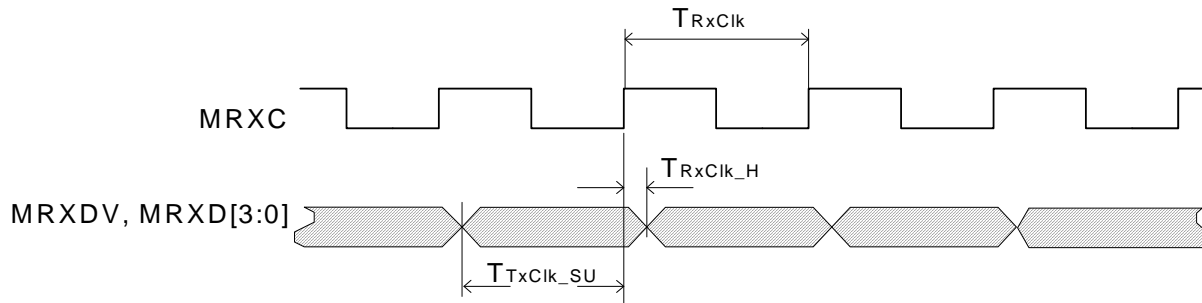 TRxClk
MRXC
TRxClk_H
MRXDV, MRXD[3:0]
TTxClk_SU